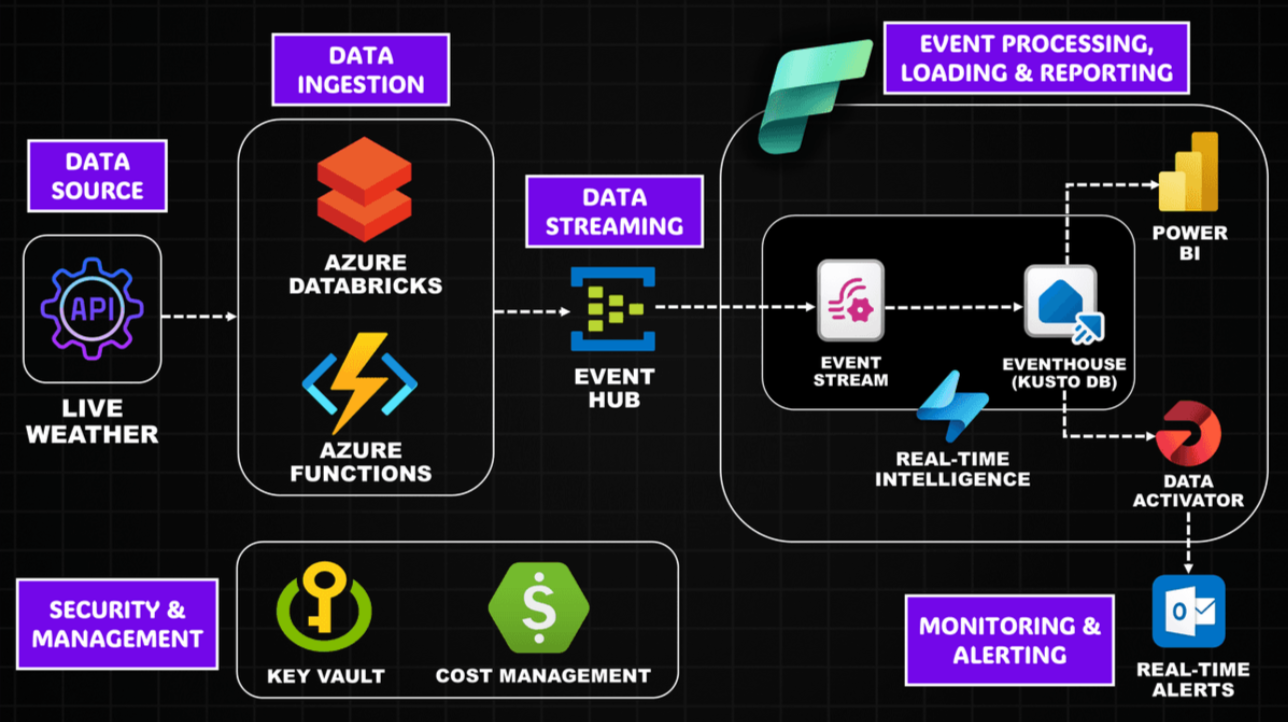 DATA
SOURCE
API
LIVE
WEATHER
DATA
INGESTION
AZURE
DATABRICKS
AZURE
FUNCTIONS
DATA
STREAMING
EVENT
HUB
EVENT PROCESSING,
LOADING & REPORTING
EVENT
STREAM
EVENTHOUSE
(KUSTO DB)
REAL-TIME
INTELLIGENCE
POWER
BI
DATA
ACTIVATOR
SECURITY &
MANAGEMENT
KEY VAULT
$
COST MANAGEMENT
MONITORING &
ALERTING
O
REAL-TIME
ALERTS